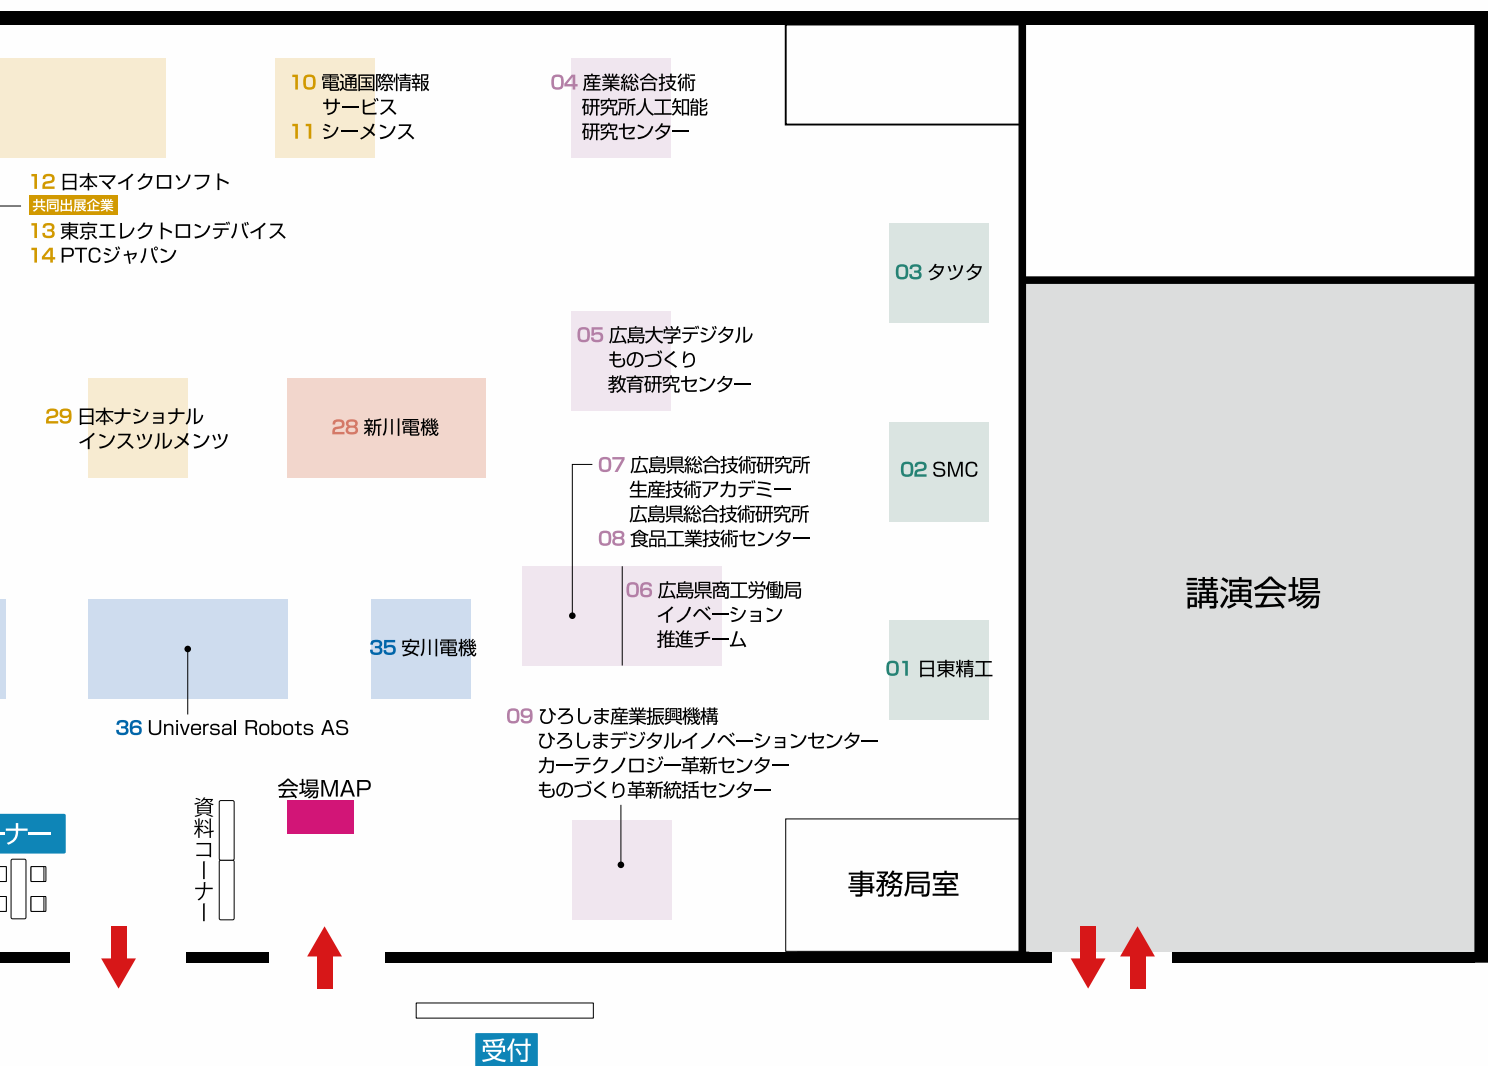 10 電通国際情報
サービス
11 シーメンス
04 産業総合技術
研究所人工知能
研究センター
12 日本マイクロソフト
共同出展企業
13 東京エレクトロンデバイス
14 PTCジャパン
03 タツタ
05 広島大学デジタル
ものづくり
教育研究センター
29 日本ナショナル
インスツルメンツ
28 新川電機
07 広島県総合技術研究所
生産技術アカデミー
広島県総合技術研究所
08 食品工業技術センター
02 SMC
06 広島県商工労働局
イノベーション
推進チーム
講演会場
35 安川電機
01 日東精工
36 Universal Robots AS
09 ひろしま産業振興機構
ひろしまデジタルイノベーションセンター
カーテクノロジー革新センター
ものづくり革新統括センター
会場MAP
資料コーナー
ーナー
事務局室
受付